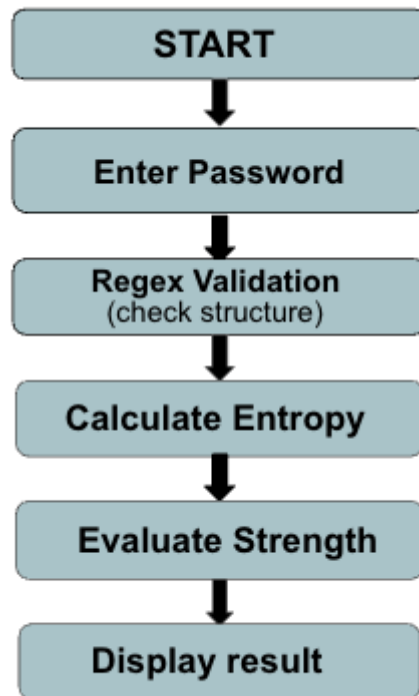 START
Enter Password
Regex Validation
(check structure)
Calculate Entropy
Evaluate Strength
Display result